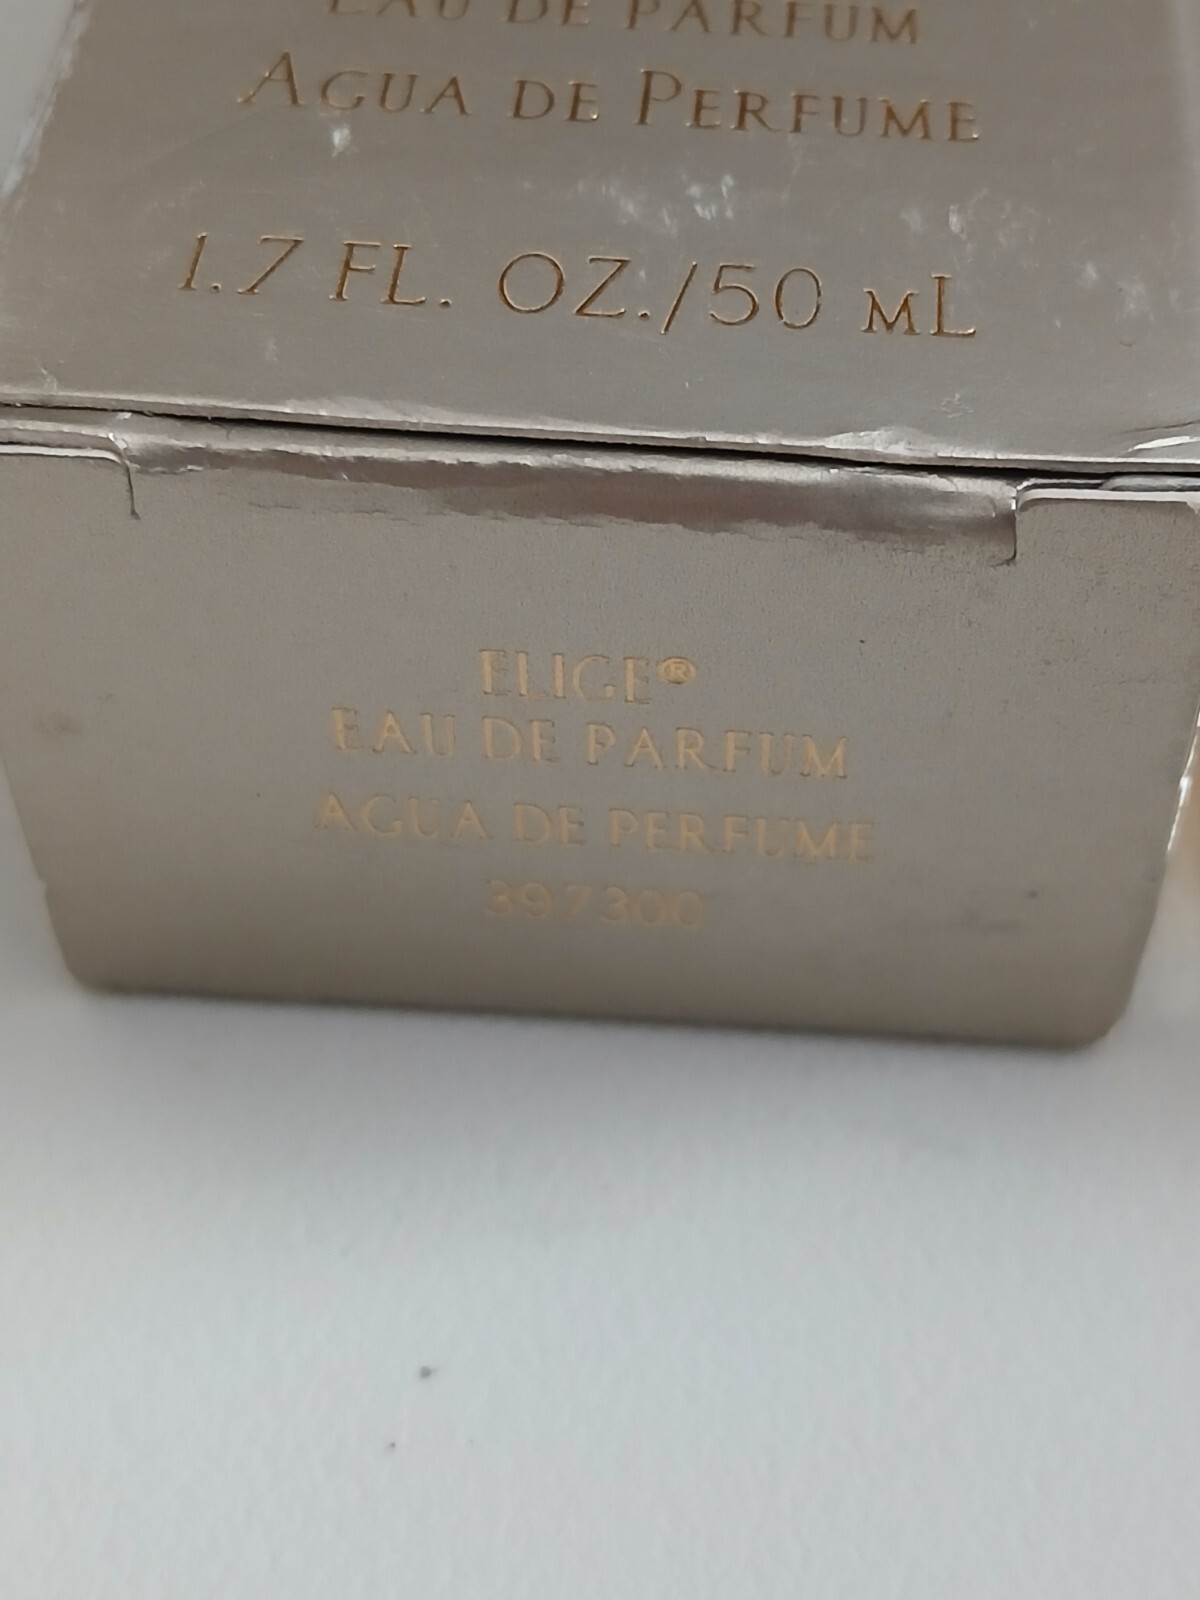 EAU DE PARFUM
AGUA DE PERFUME
1.7 FL. OZ./50 mL
ELIGE®
EAU DE PARFUM
AGUA DE PERFUME
397300